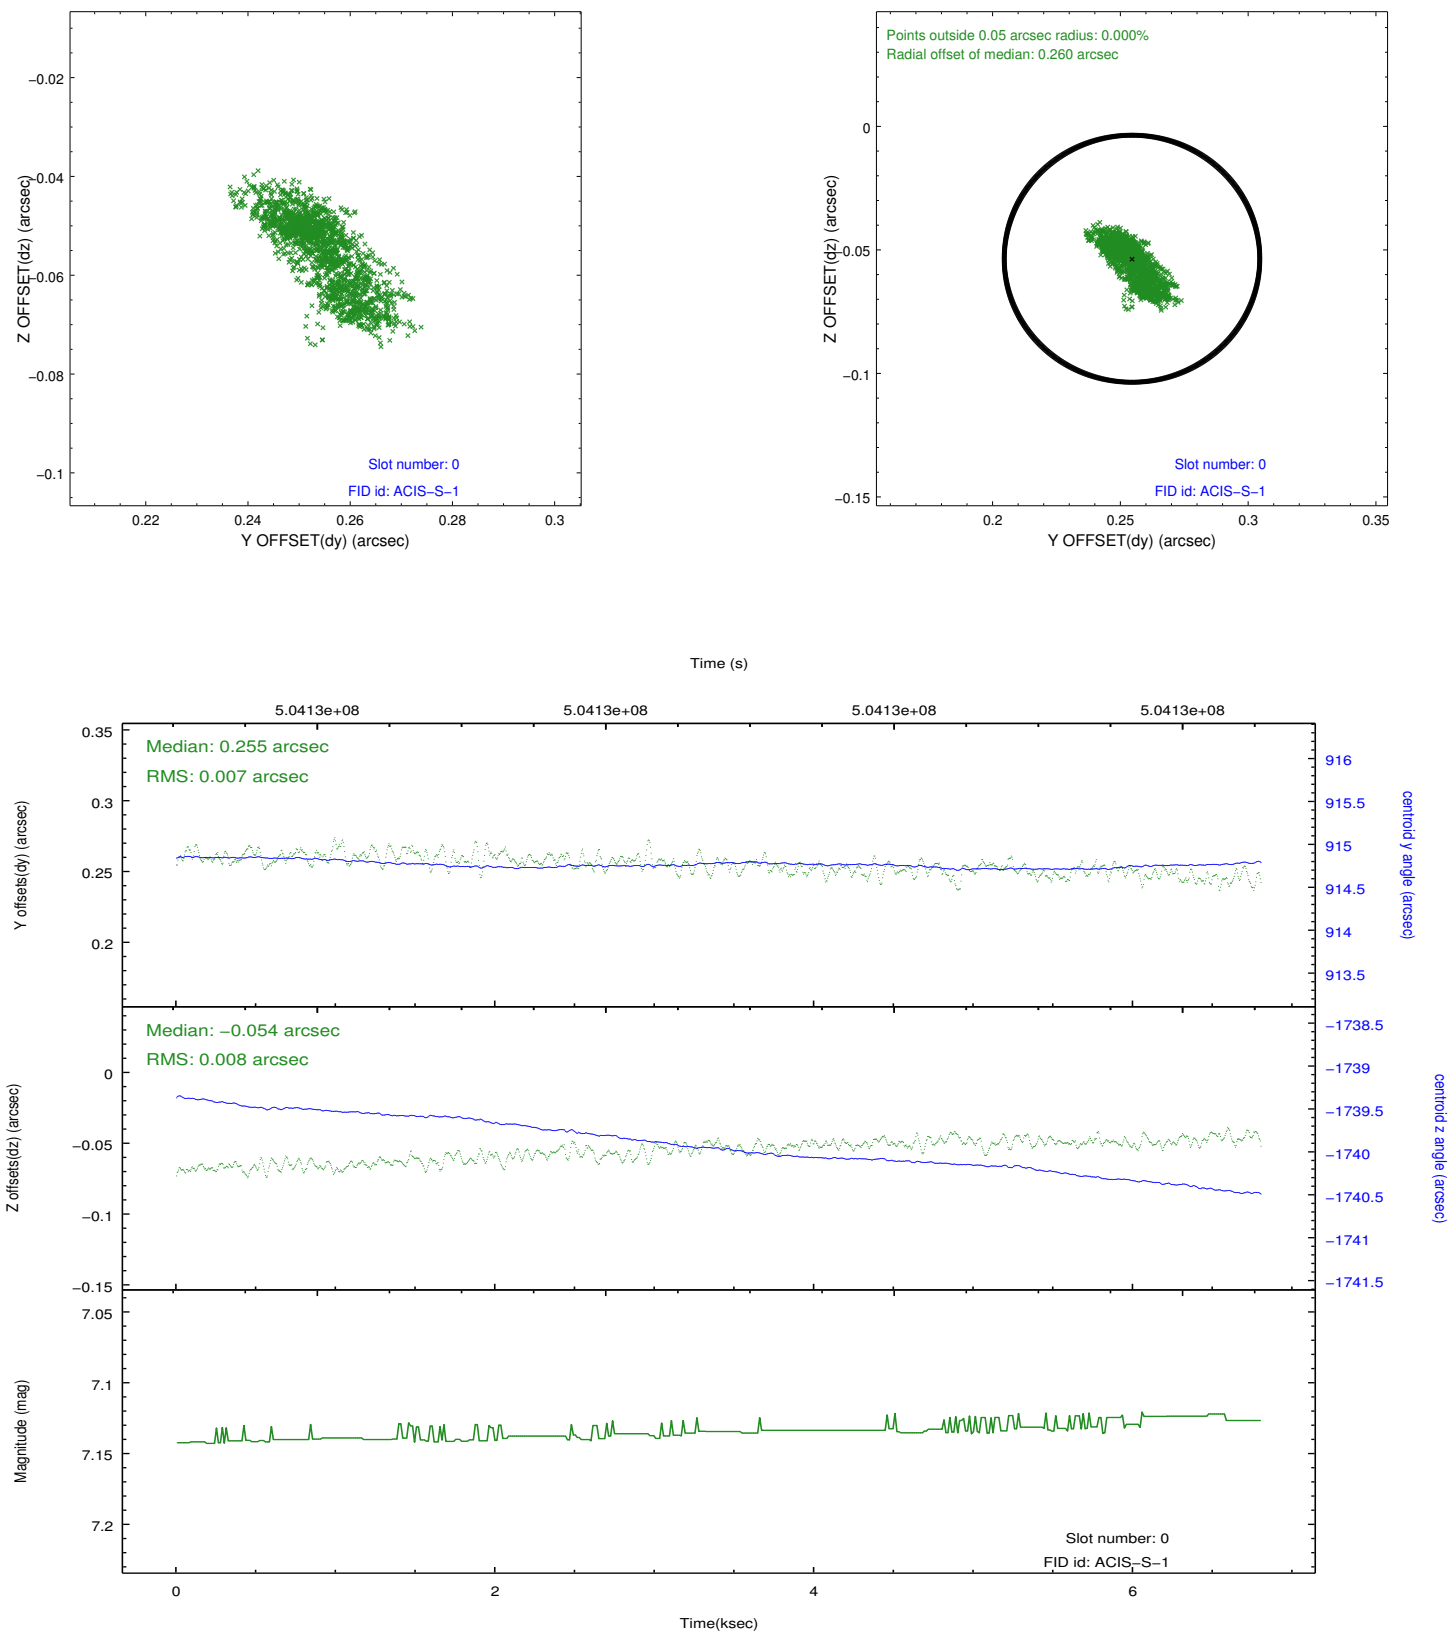 −0.02
−0.04
−0.06
−0.08
−0.1
Z OFFSET(dz) (arcsec)
Slot number: 0
FID id: ACIS−S−1
0.22
0.24
0.26
0.28
0.3
Y OFFSET(dy) (arcsec)
Points outside 0.05 arcsec radius: 0.000%
Radial offset of median: 0.260 arcsec
0
−0.05
−0.1
−0.15
Z OFFSET(dz) (arcsec)
Slot number: 0
FID id: ACIS−S−1
0.2
0.25
0.3
0.35
Y OFFSET(dy) (arcsec)
Time (s)
5.0413e+08
5.0413e+08
5.0413e+08
5.0413e+08
Median: 0.255 arcsec
RMS: 0.007 arcsec
0.35
0.3
0.25
0.2
Y offsets(dy) (arcsec)
916
915.5
915
914.5
914
913.5
centroid y angle (arcsec)
Median: −0.054 arcsec
RMS: 0.008 arcsec
0
−0.05
−0.1
−0.15
Z offsets(dz) (arcsec)
−1738.5
−1739
−1739.5
−1740
−1740.5
−1741
−1741.5
centroid z angle (arcsec)
7.05
7.1
7.15
7.2
Magnitude (mag)
Slot number: 0
FID id: ACIS−S−1
0
2
4
6
Time(ksec)